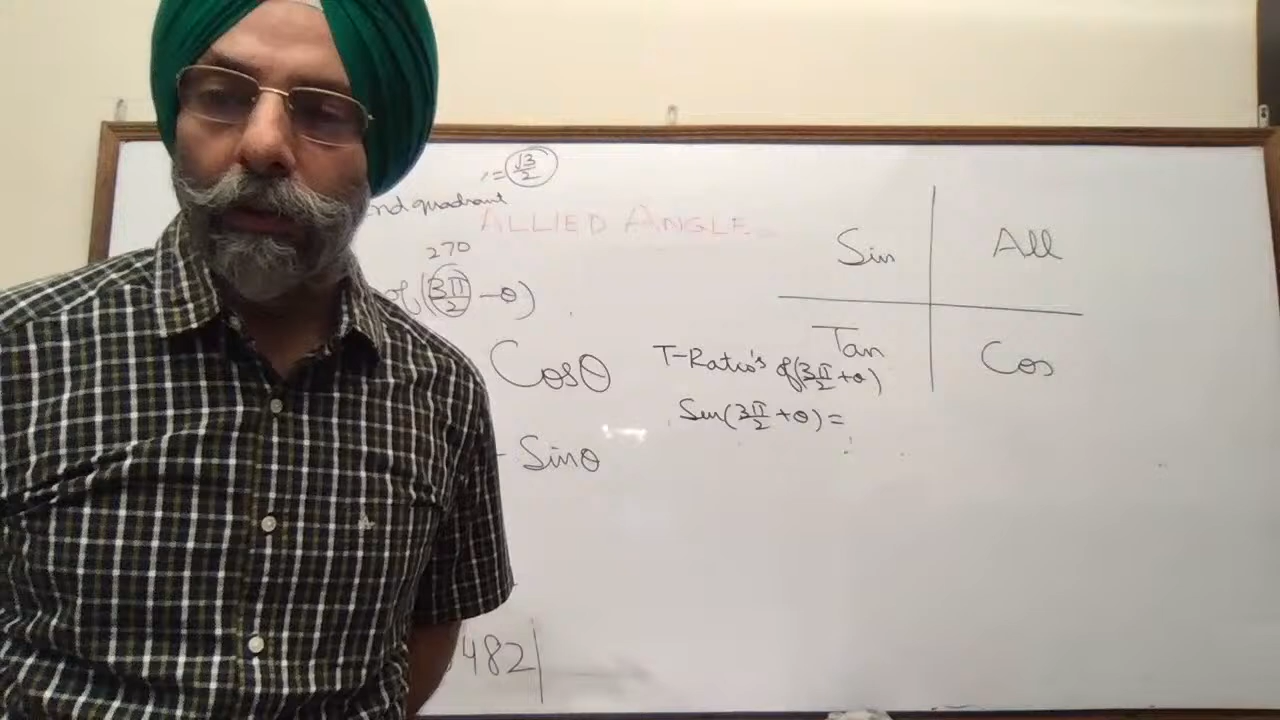 = √3/2
nd quadrant
ALLIED ANGLE
270
of (3π/2 - θ)
Cosθ
- Sinθ
482
Sin All
Tan Cos
T-Ratio's of (3π/2 + θ)
Sin(3π/2 + θ) =